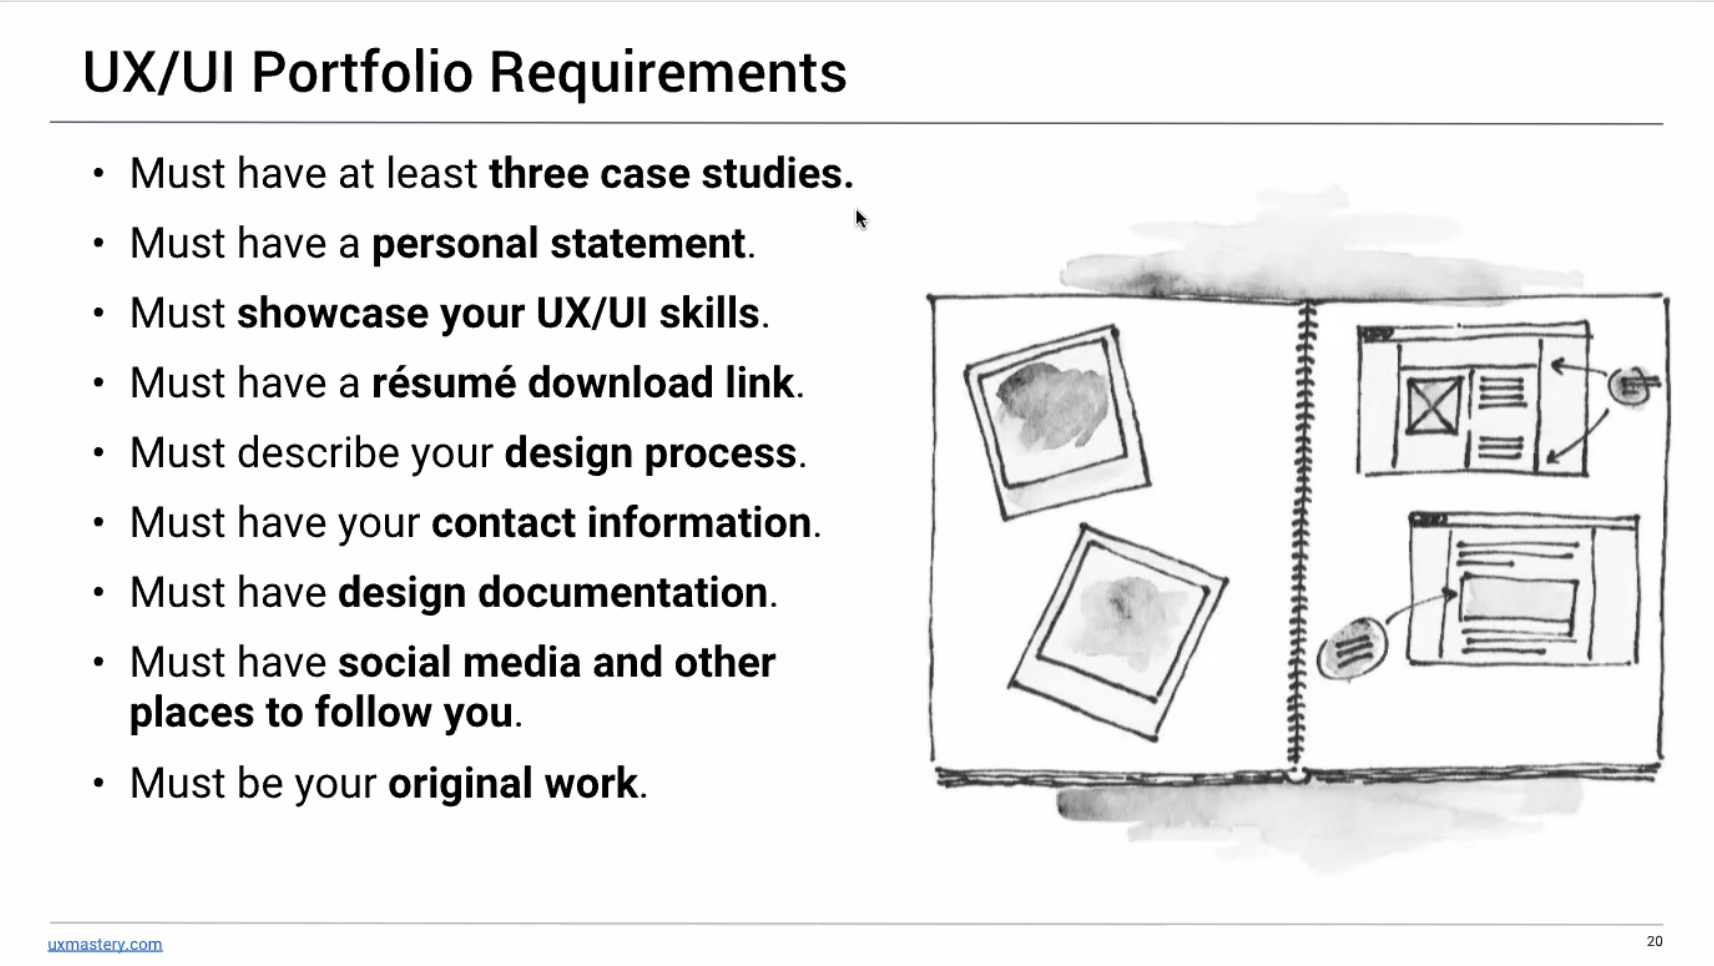 UX/UI Portfolio Requirements
• Must have at least three case studies.
• Must have a personal statement.
• Must showcase your UX/UI skills.
• Must have a résumé download link.
• Must describe your design process.
• Must have your contact information.
• Must have design documentation.
• Must have social media and other
places to follow you.
• Must be your original work.
uxmastery.com
20